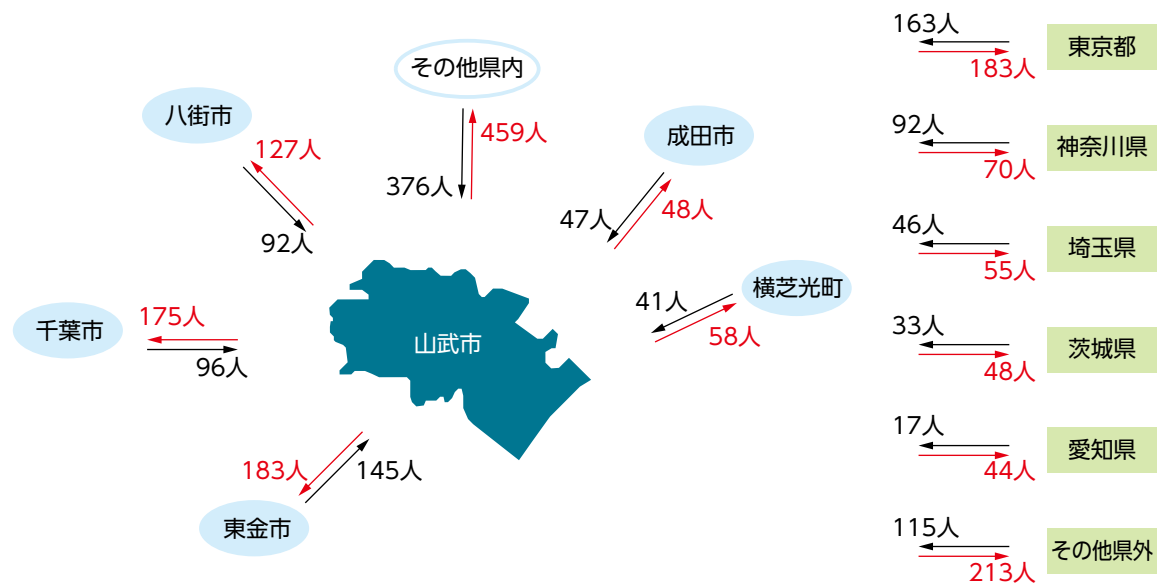 その他県内
459人
376人
八街市
127人
92人
成田市
47人
48人
横芝光町
41人
58人
千葉市
175人
96人
山武市
東金市
183人
145人
163人
東京都
183人
92人
神奈川県
70人
46人
埼玉県
55人
33人
茨城県
48人
17人
愛知県
44人
115人
その他県外
213人